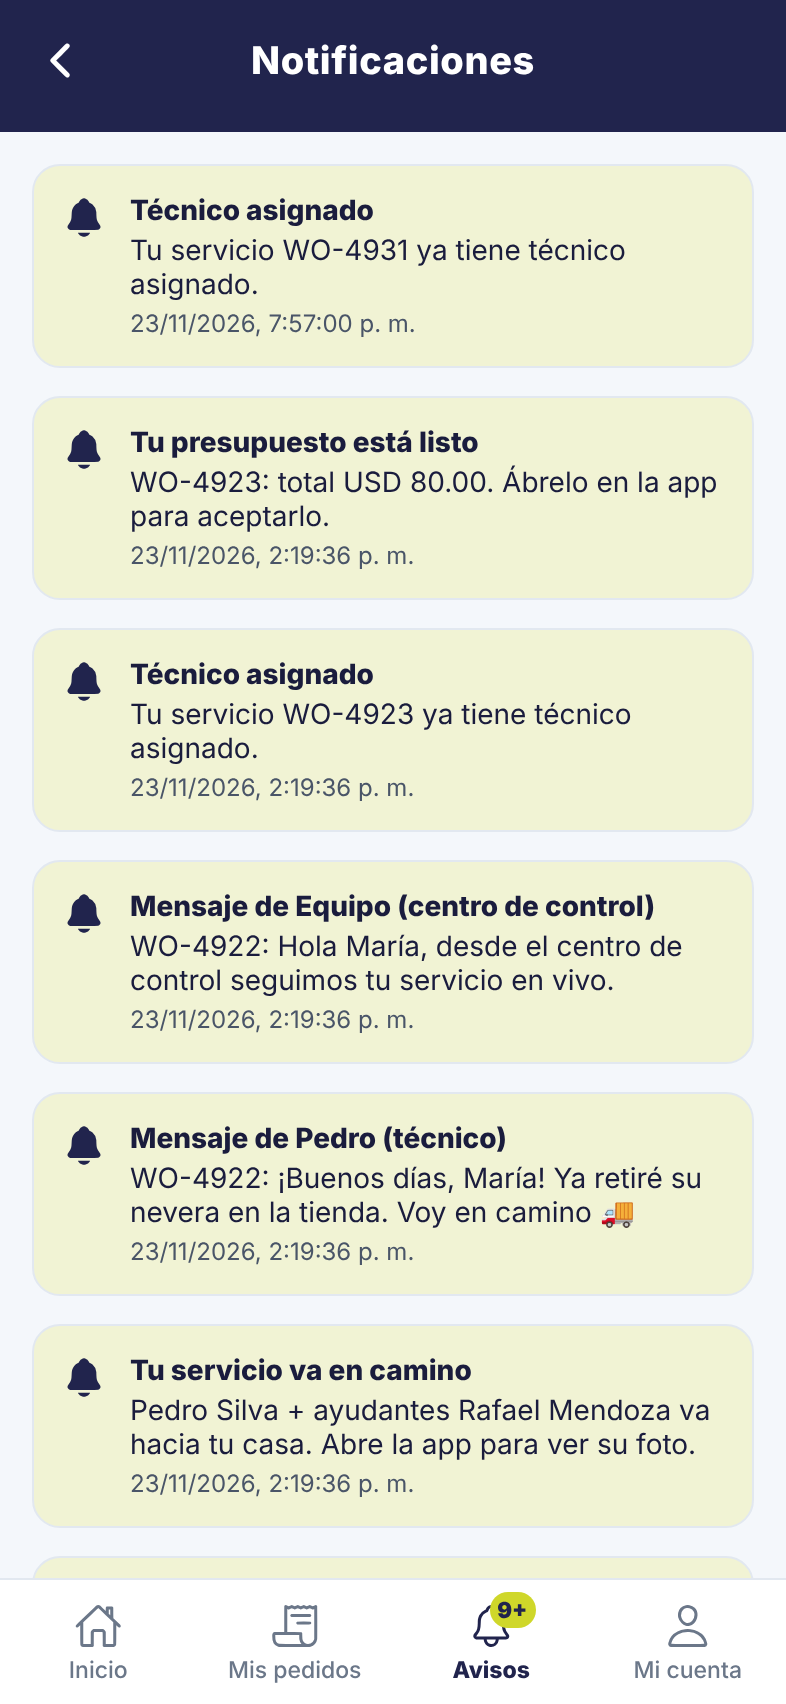 Notificaciones
Técnico asignado
Tu servicio WO-4931 ya tiene técnico
asignado.
23/11/2026, 7:57:00 p. m.
Tu presupuesto está listo
WO-4923: total USD 80.00. Ábrelo en la app
para aceptarlo.
23/11/2026, 2:19:36 p. m.
Técnico asignado
Tu servicio WO-4923 ya tiene técnico
asignado.
23/11/2026, 2:19:36 p. m.
Mensaje de Equipo (centro de control)
WO-4922: Hola María, desde el centro de
control seguimos tu servicio en vivo.
23/11/2026, 2:19:36 p. m.
Mensaje de Pedro (técnico)
WO-4922: ¡Buenos días, María! Ya retiré su
nevera en la tienda. Voy en camino 🚚
23/11/2026, 2:19:36 p. m.
Tu servicio va en camino
Pedro Silva + ayudantes Rafael Mendoza va
hacia tu casa. Abre la app para ver su foto.
23/11/2026, 2:19:36 p. m.
9+
Inicio
Mis pedidos
Avisos
Mi cuenta